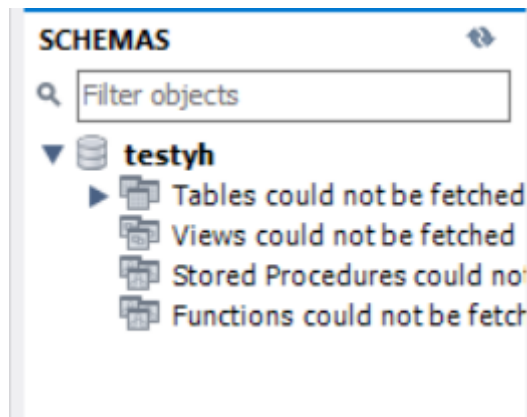 SCHEMAS
Filter objects
testyh
Tables could not be fetched
Views could not be fetched
Stored Procedures could no
Functions could not be fetch